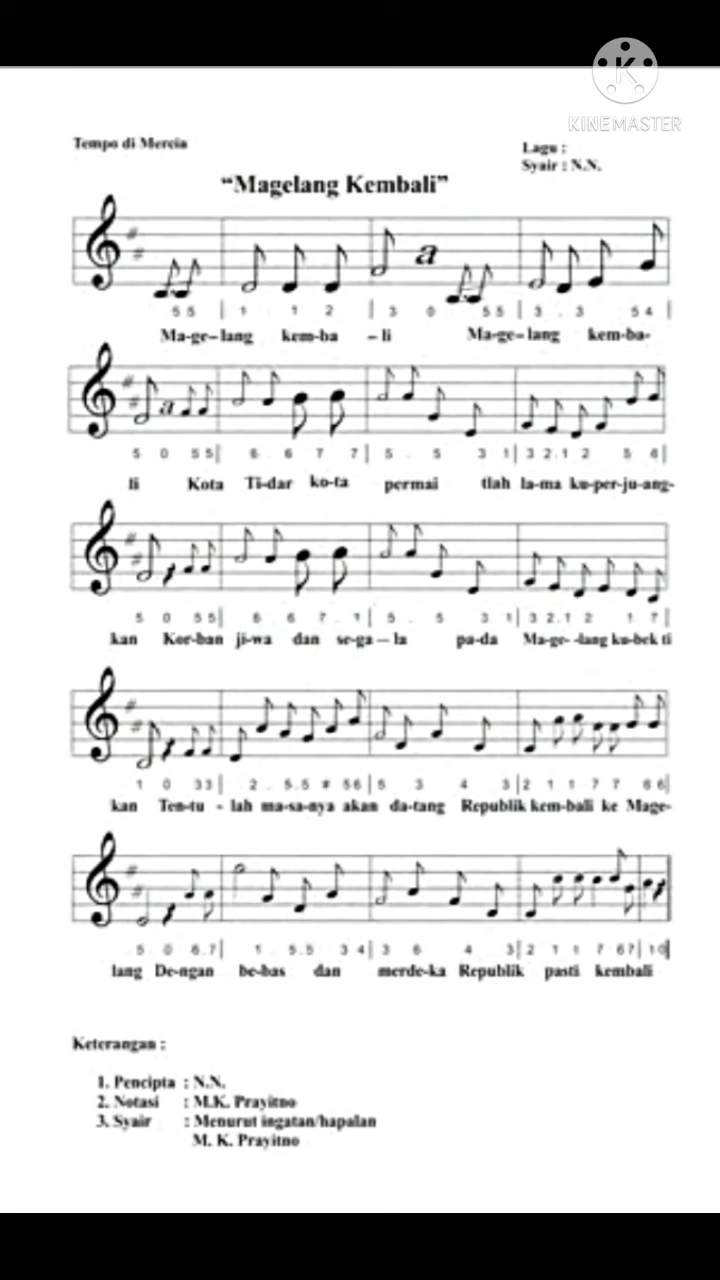 KINEMASTER
Tempo di Mercia
Lagu :
Syair : N.N.
“Magelang Kembali”
5 5 | 1 . 1 2 | 3 0 5 5 | 3 . 3 5 4 |
Ma-ge-lang kem-ba -li Ma-ge-lang kem-ba-
5 0 5 5 | 6 . 6 7 7 | 5 . 5 3 1 | 3 2 . 1 2 5 6 |
li Kota Ti-dar ko-ta permai tlah la-ma ku-per-ju-ang-
5 0 5 5 | 6 . 6 7 . 1 | 5 . 5 3 1 | 3 2 . 1 2 1 7 |
kan Kor-ban ji-wa dan se-ga-la pa-da Ma-ge- -lang ku-bek ti
1 0 3 3 | 2 . 5 . 5 # 5 6 | 5 3 4 3 | 2 1 1 7 7 6 6 |
kan Ten-tu - lah ma-sa-nya akan da-tang Republik kem-bali ke Mage-
5 0 6 . 7 | 1 . 5 . 5 3 4 | 3 6 4 3 | 2 1 1 7 6 7 | 1 0 |
lang De-ngan be-bas dan merde-ka Republik pasti kembali
Keterangan :
1. Pencipta : N.N.
2. Notasi : M.K. Prayitno
3. Syair : Menurut ingatan/hapalan
M. K. Prayitno